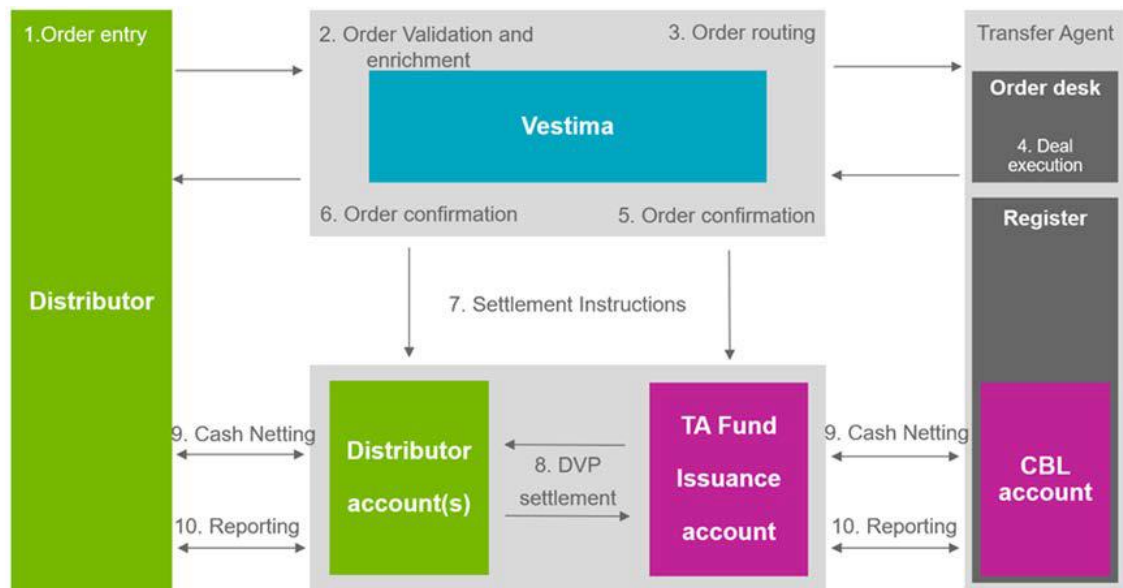 1.Order entry
2. Order Validation and
enrichment
3. Order routing
Transfer Agent
Vestima
Order desk
4. Deal
execution
6. Order confirmation
5. Order confirmation
Register
Distributor
7. Settlement Instructions
9. Cash Netting
Distributor
account(s)
8. DVP
settlement
TA Fund
Issuance
account
9. Cash Netting
CBL
account
10. Reporting
10. Reporting